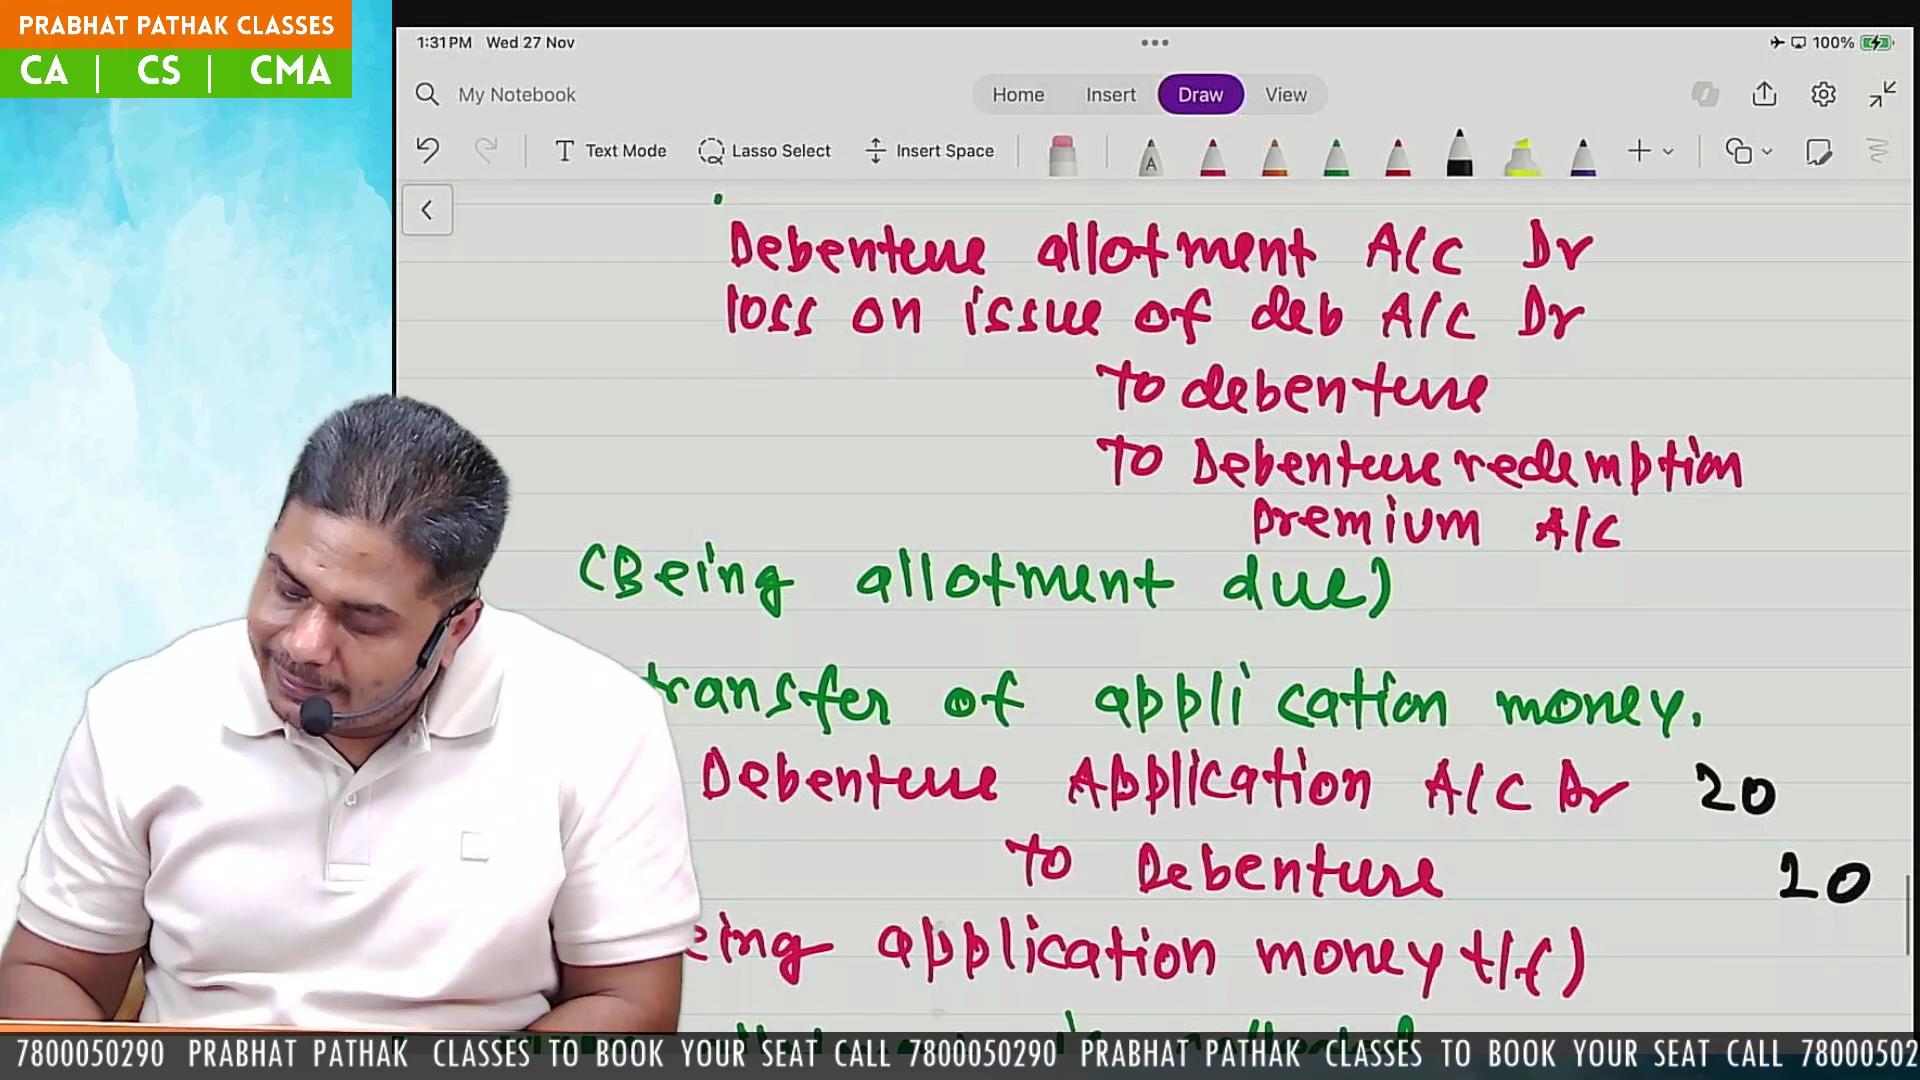 PRABHAT PATHAK CLASSES
CA | CS | CMA
1:31 PM Wed 27 Nov
100%
My Notebook
Home Insert Draw View
Text Mode Lasso Select Insert Space
A
Debenture allotment A/C Dr
loss on issue of deb A/C Dr
To debenture
To Debenture redemption
premium A/C
(Being allotment due)
transfer of application money.
Debenture Application A/C Dr 20
To Debenture 20
eing application money t/f)
7800050290 PRABHAT PATHAK CLASSES TO BOOK YOUR SEAT CALL 7800050290 PRABHAT PATHAK CLASSES TO BOOK YOUR SEAT CALL 78000502